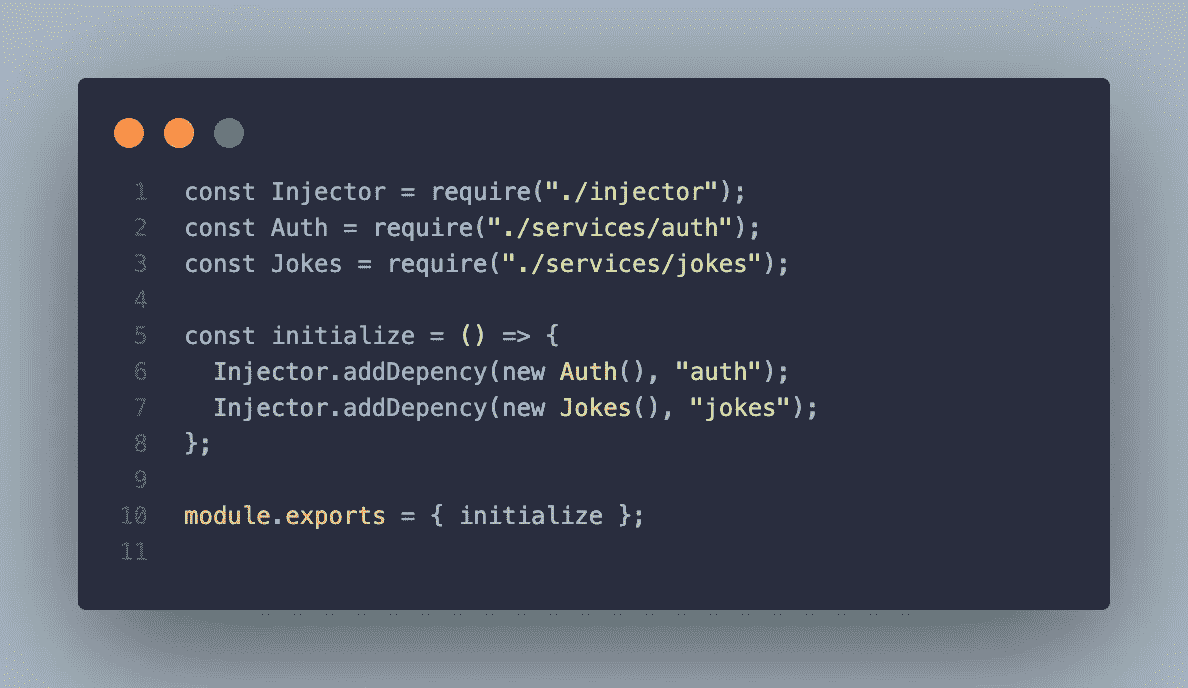 1 const Injector = require("./injector");
2 const Auth = require("./services/auth");
3 const Jokes = require("./services/jokes");
4
5 const initialize = () => {
6   Injector.addDepency(new Auth(), "auth");
7   Injector.addDepency(new Jokes(), "jokes");
8 };
9
10 module.exports = { initialize };
11